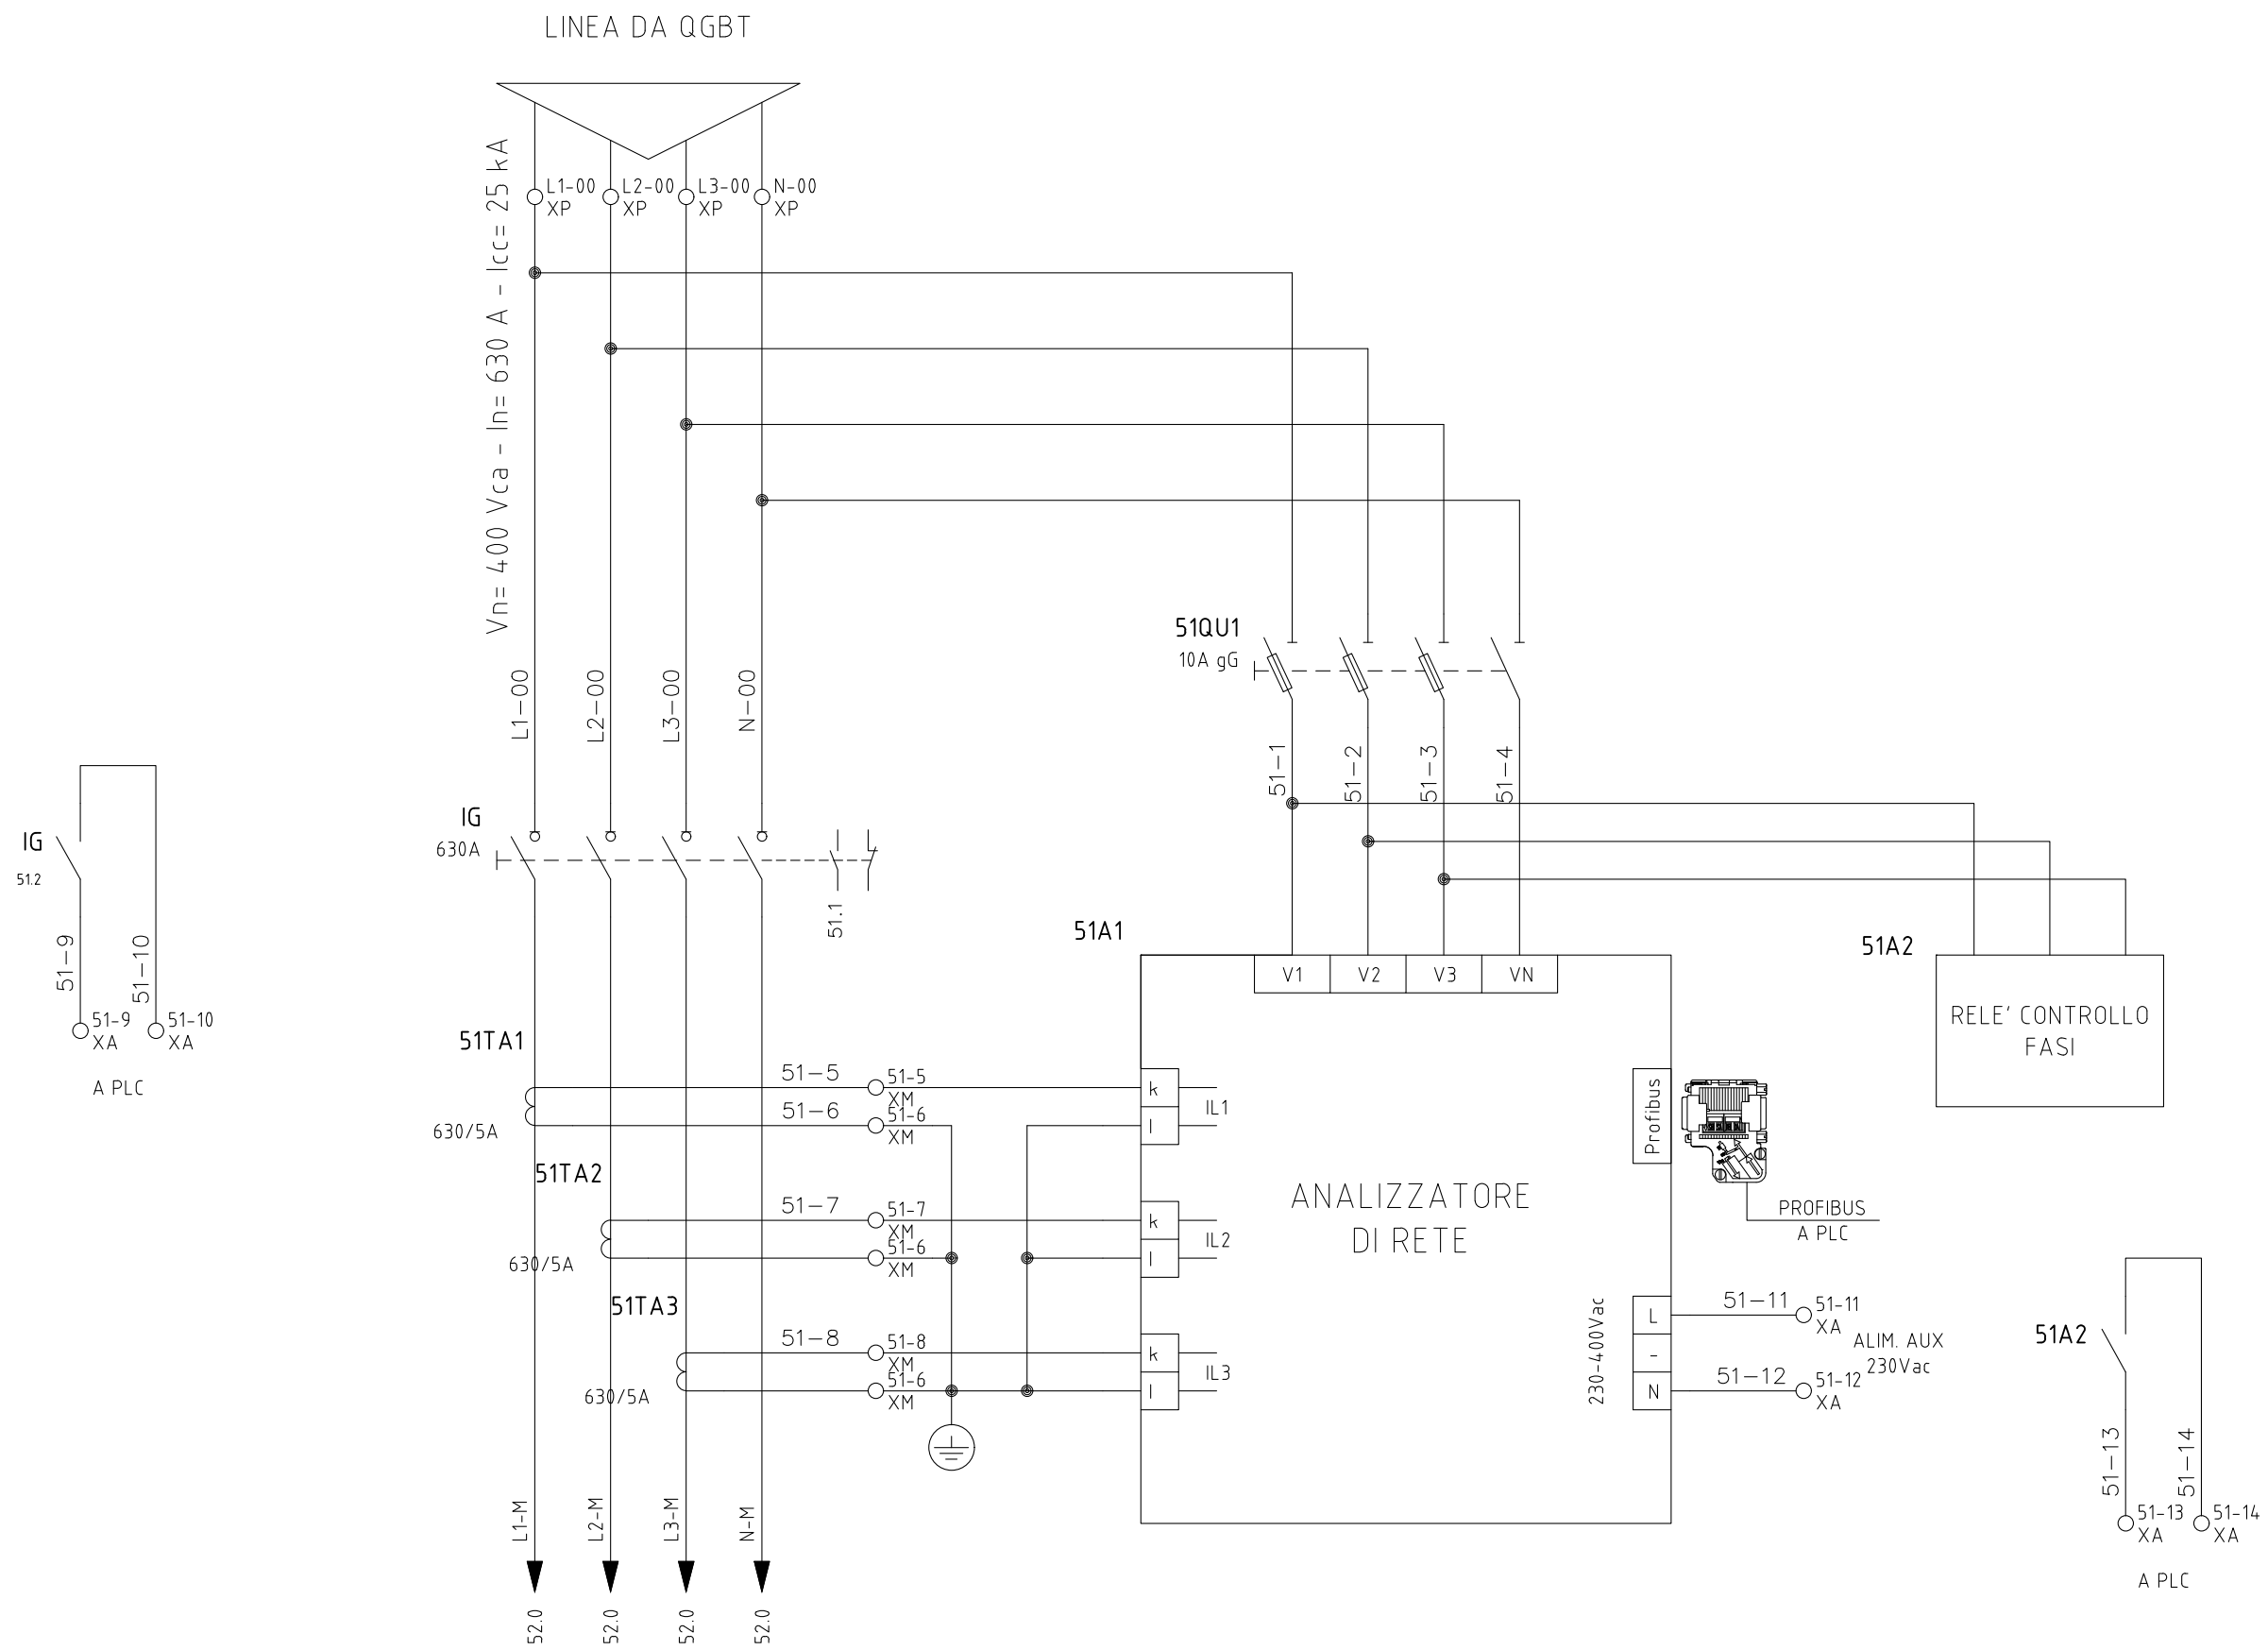 LINEA DA QGBT
Vn= 400 Vca - In= 630 A - Icc= 25 kA
L1-00
XP
L2-00
XP
L3-00
XP
N-00
XP
51QU1
10A gG
L1-00
L2-00
L3-00
N-00
51-1
51-2
51-3
51-4
IG
51.2
51-9
51-10
51-9
XA
51-10
XA
A PLC
IG
630A
51.1
51A1
V1
V2
V3
VN
51A2
RELE' CONTROLLO
FASI
51TA1
630/5A
51-5
51-5
XM
51-6
51-6
XM
k
l
IL1
51TA2
630/5A
51-7
51-7
XM
51-6
XM
k
l
IL2
51TA3
630/5A
51-8
51-8
XM
51-6
XM
k
l
IL3
ANALIZZATORE
DI RETE
Profibus
PROFIBUS
A PLC
230-400Vac
L
-
N
51-11
51-11
XA
51-12
51-12
XA
ALIM. AUX
230Vac
51A2
51-13
51-14
51-13
XA
51-14
XA
A PLC
L1-M
L2-M
L3-M
N-M
52.0
52.0
52.0
52.0